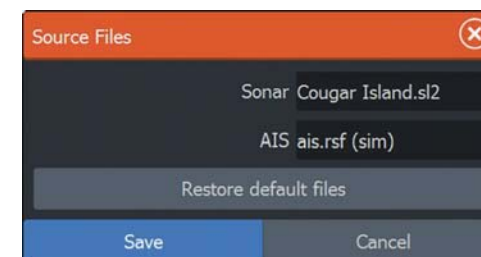 Source Files
Sonar Cougar Island.sl2
AIS ais.rsf (sim)
Restore default files
Save Cancel